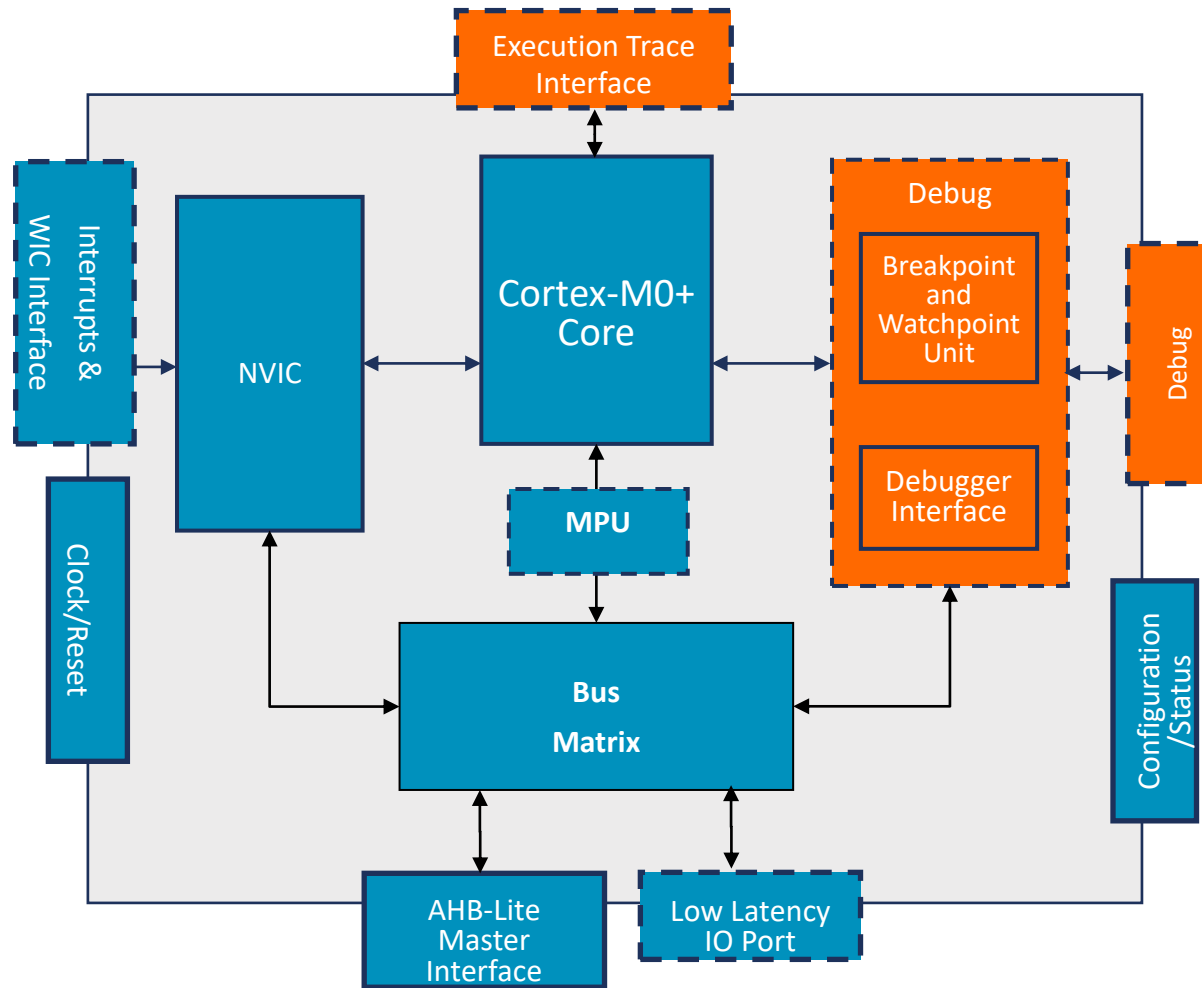 Execution Trace
Interface
Interrupts &
WIC Interface
NVIC
Cortex-M0+
Core
Debug
Breakpoint
and
Watchpoint
Unit
Debugger
Interface
Debug
MPU
Clock/Reset
Bus
Matrix
Configuration
/Status
AHB-Lite
Master
Interface
Low Latency
IO Port